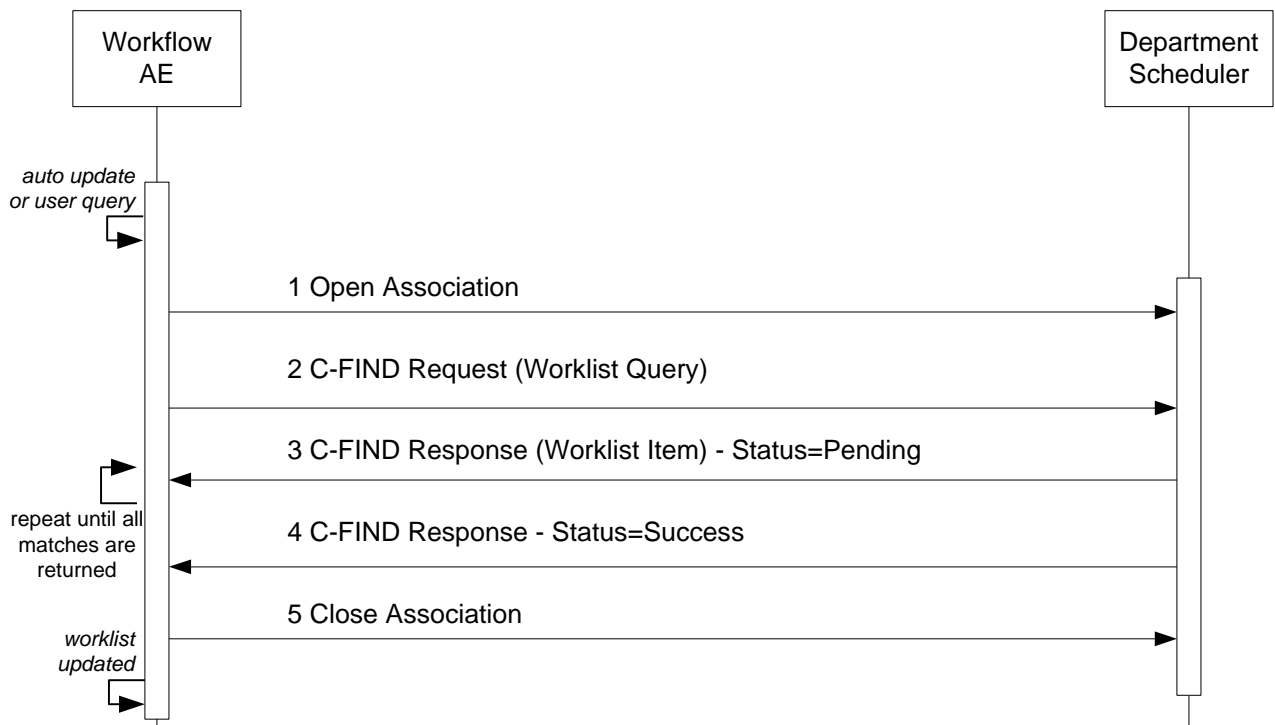 Workflow
AE
Department
Scheduler
auto update
or user query
1 Open Association
2 C-FIND Request (Worklist Query)
3 C-FIND Response (Worklist Item) - Status=Pending
repeat until all
matches are
returned
4 C-FIND Response - Status=Success
5 Close Association
worklist
updated